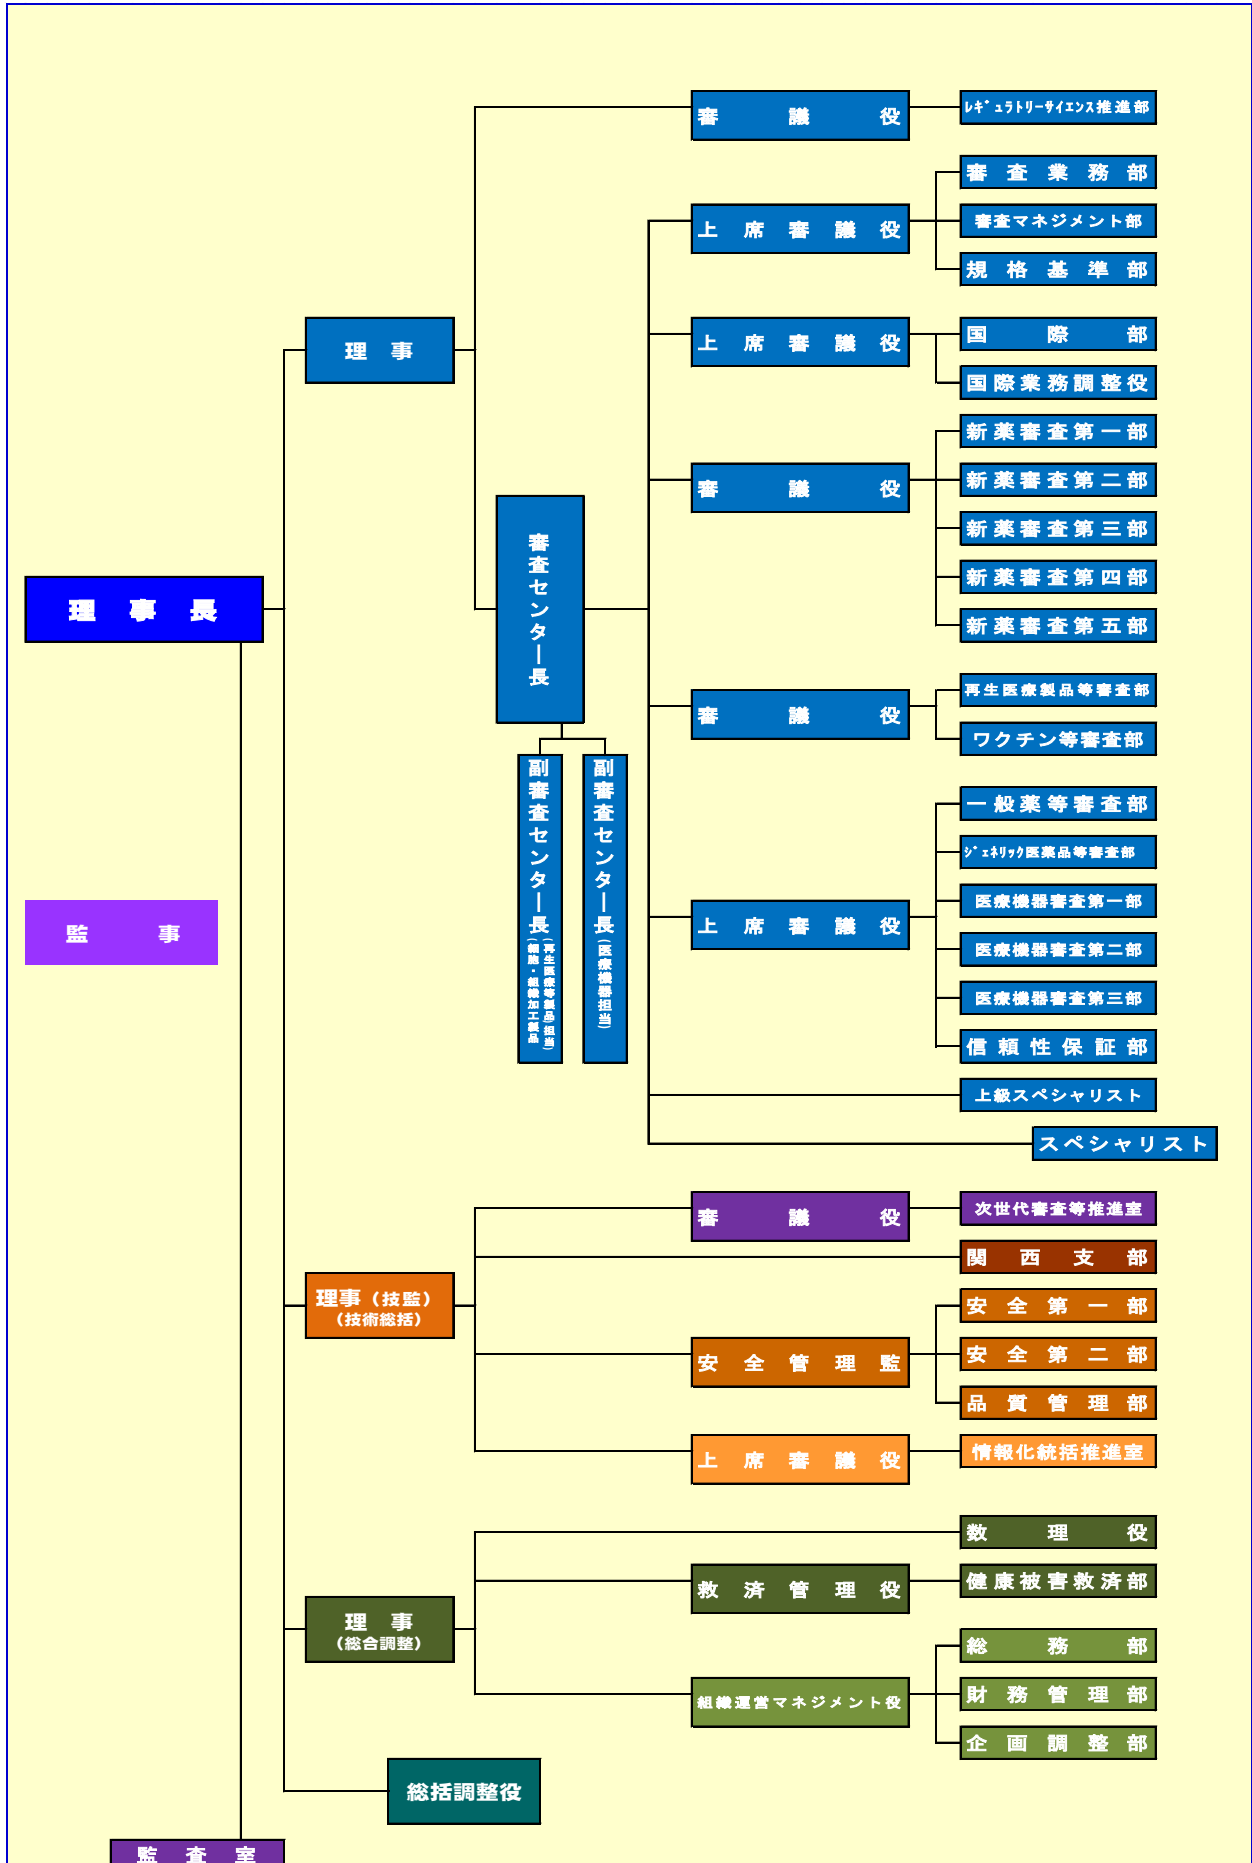 審議役
レギュラトリーサイエンス推進部
審査業務部
上席審議役
審査マネジメント部
規格基準部
理事
上席審議役
国際部
国際業務調整役
新薬審査第一部
審議役
新薬審査第二部
新薬審査第三部
新薬審査第四部
新薬審査第五部
審査センター長
理事長
審議役
再生医療製品等審査部
ワクチン等審査部
副審査センター長
(再生医療等製品)担当)
(細胞・組織加工製品
副審査センター長(医療機器担当)
一般薬等審査部
ジェネリック医薬品等審査部
医療機器審査第一部
上席審議役
医療機器審査第二部
医療機器審査第三部
信頼性保証部
監事
上級スペシャリスト
スペシャリスト
審議役
次世代審査等推進室
関西支部
理事(技監)
(技術総括)
安全第一部
安全管理監
安全第二部
品質管理部
上席審議役
情報化統括推進室
数理役
理事
(総合調整)
救済管理役
健康被害救済部
総務部
組織運営マネジメント役
財務管理部
企画調整部
総括調整役
監査室